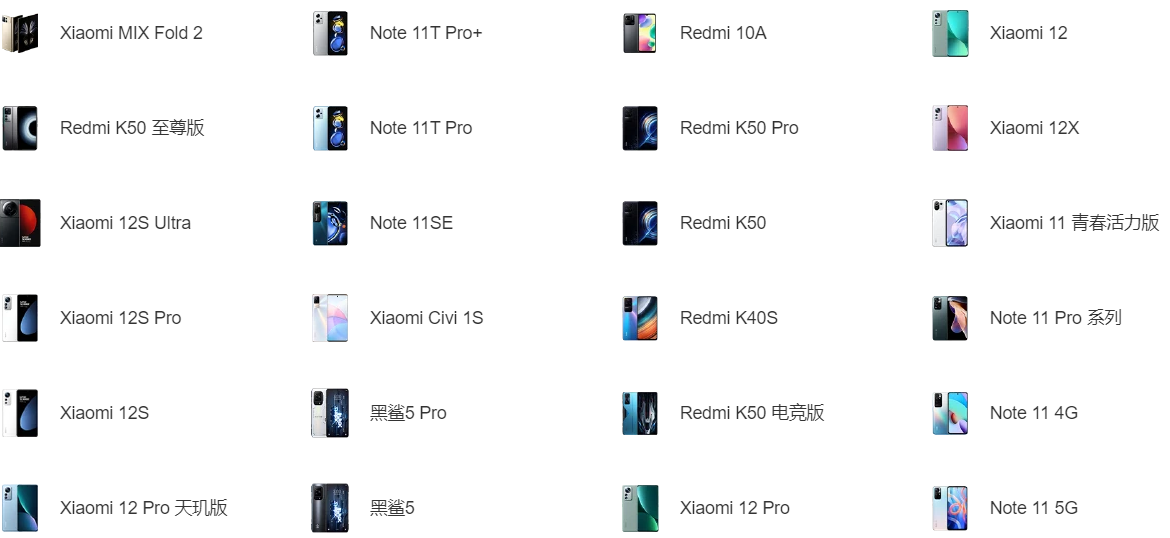 Xiaomi MIX Fold 2
Note 11T Pro+
Redmi 10A
Xiaomi 12
Redmi K50 至尊版
Note 11T Pro
Redmi K50 Pro
Xiaomi 12X
Xiaomi 12S Ultra
Note 11SE
Redmi K50
Xiaomi 11 青春活力版
Xiaomi 12S Pro
Xiaomi Civi 1S
Redmi K40S
Note 11 Pro 系列
Xiaomi 12S
黑鲨5 Pro
Redmi K50 电竞版
Note 11 4G
Xiaomi 12 Pro 天玑版
黑鲨5
Xiaomi 12 Pro
Note 11 5G